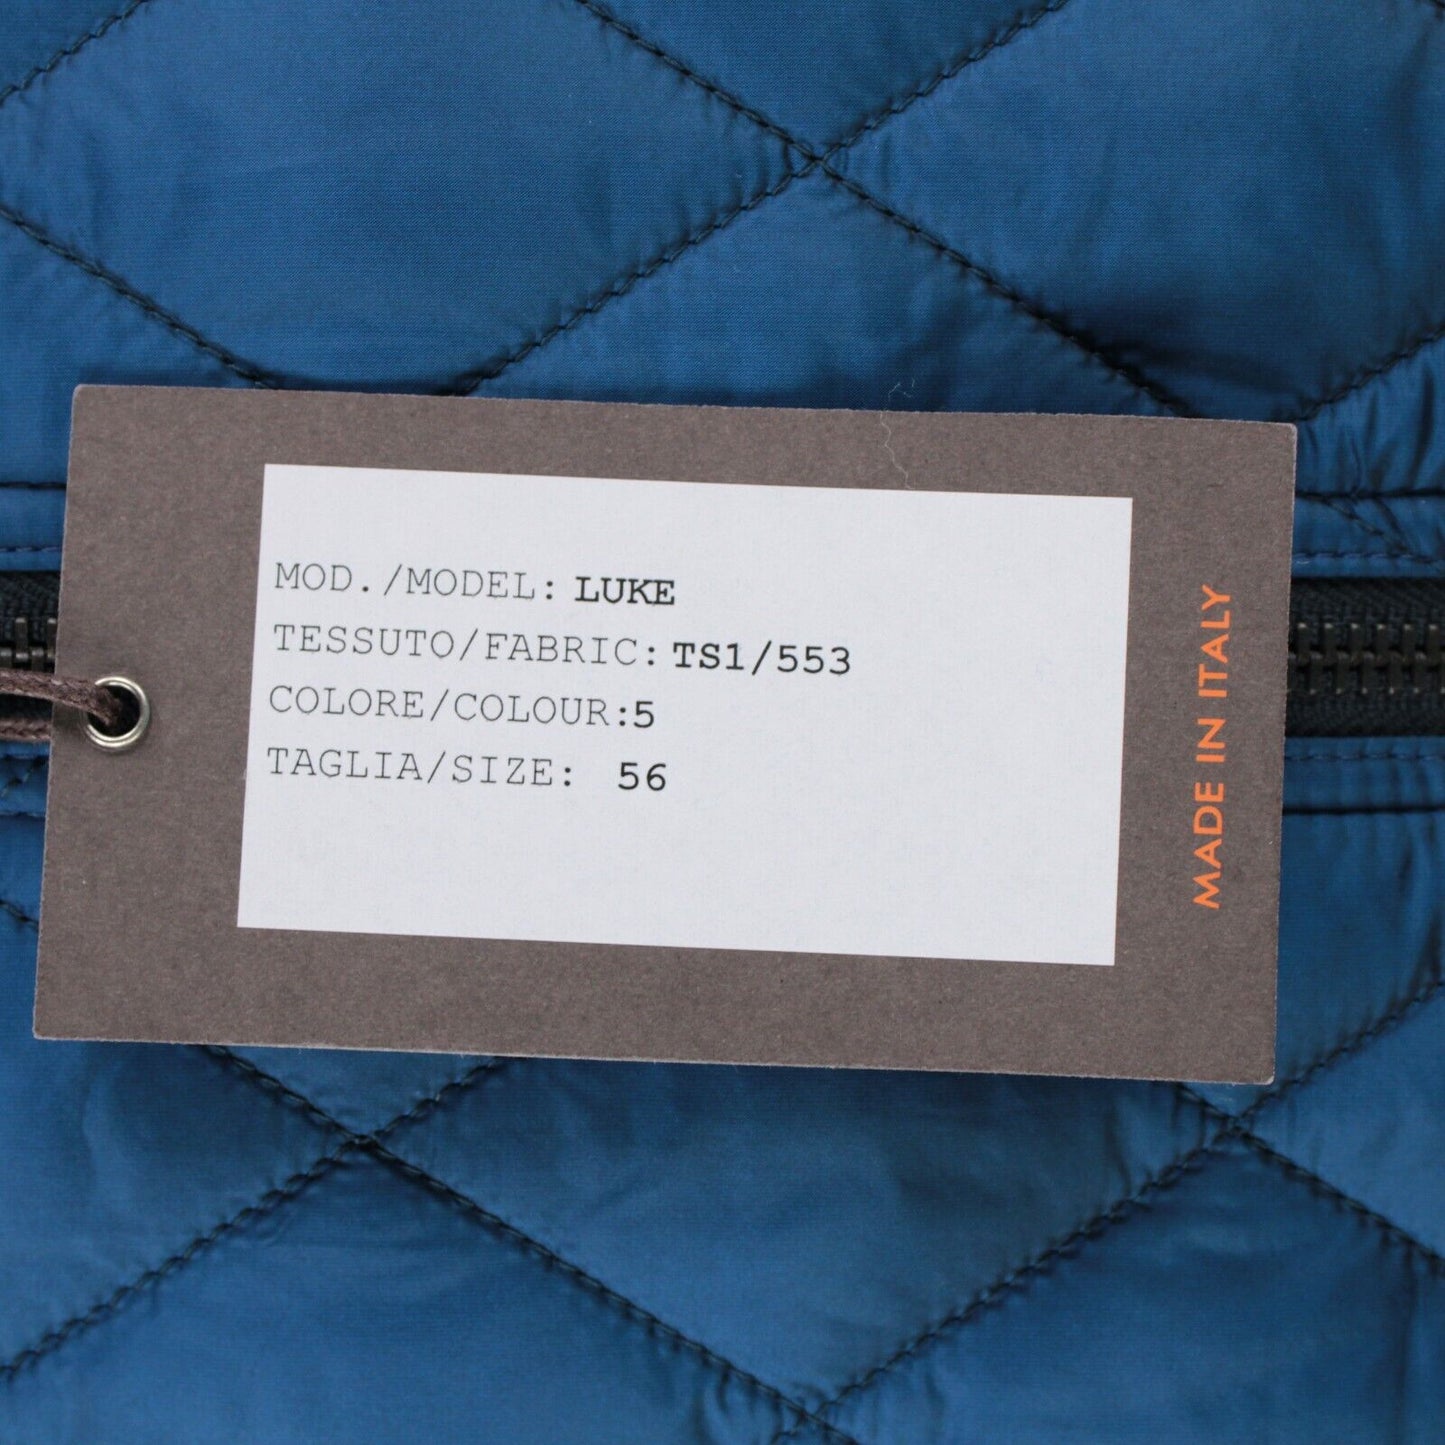 MOD./MODEL: LUKE
TESSUTO/FABRIC: TS1/553
COLORE/COLOUR:5
TAGLIA/SIZE: 56
MADE IN ITALY